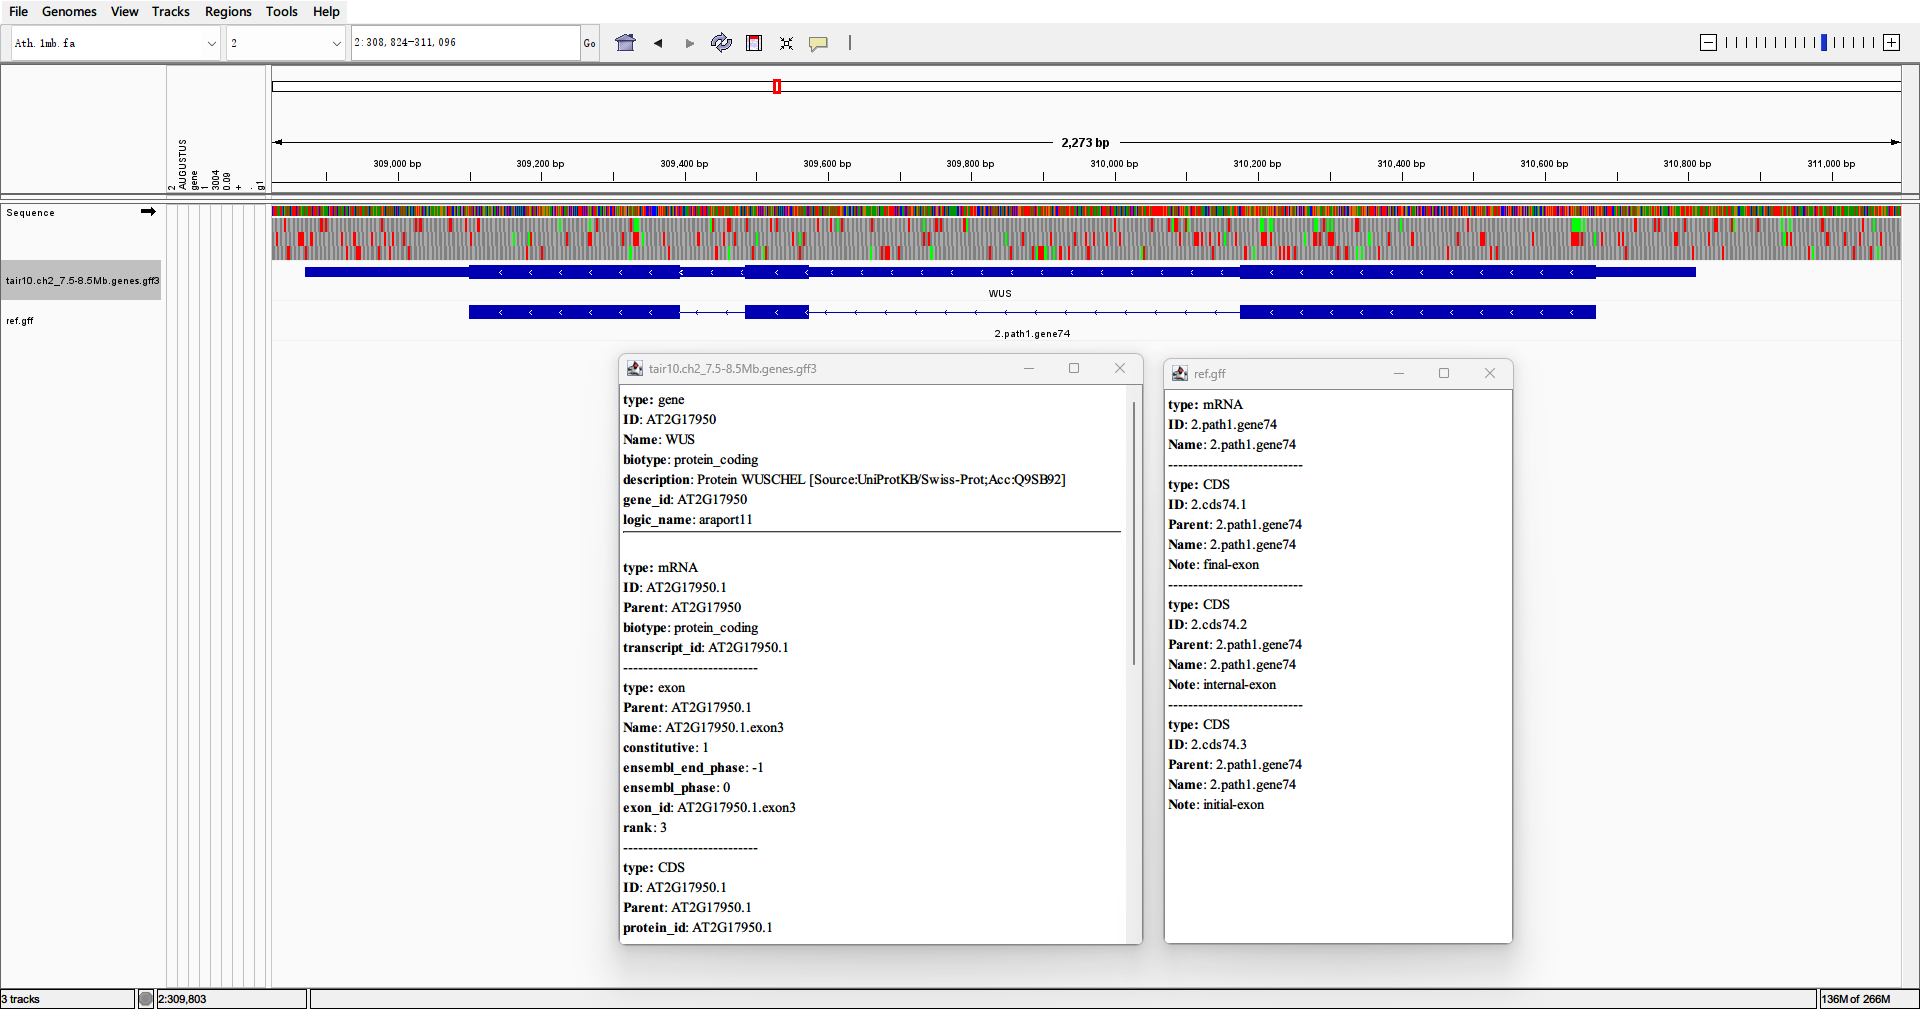 File Genomes View Tracks Regions Tools Help
Ath.1mb.fa 2 2:308,824-311,096 Go
2 AUGUSTUS gene 1 3004 0.09 + . g1
2,273 bp
309,000 bp 309,200 bp 309,400 bp 309,600 bp 309,800 bp 310,000 bp 310,200 bp 310,400 bp 310,600 bp 310,800 bp 311,000 bp
Sequence
tair10.ch2_7.5-8.5Mb.genes.gff3
WUS
ref.gff
2.path1.gene74
tair10.ch2_7.5-8.5Mb.genes.gff3
type: gene
ID: AT2G17950
Name: WUS
biotype: protein_coding
description: Protein WUSCHEL [Source:UniProtKB/Swiss-Prot;Acc:Q9SB92]
gene_id: AT2G17950
logic_name: araport11
type: mRNA
ID: AT2G17950.1
Parent: AT2G17950
biotype: protein_coding
transcript_id: AT2G17950.1
---------------------------
type: exon
Parent: AT2G17950.1
Name: AT2G17950.1.exon3
constitutive: 1
ensembl_end_phase: -1
ensembl_phase: 0
exon_id: AT2G17950.1.exon3
rank: 3
---------------------------
type: CDS
ID: AT2G17950.1
Parent: AT2G17950.1
protein_id: AT2G17950.1
ref.gff
type: mRNA
ID: 2.path1.gene74
Name: 2.path1.gene74
---------------------------
type: CDS
ID: 2.cds74.1
Parent: 2.path1.gene74
Name: 2.path1.gene74
Note: final-exon
---------------------------
type: CDS
ID: 2.cds74.2
Parent: 2.path1.gene74
Name: 2.path1.gene74
Note: internal-exon
---------------------------
type: CDS
ID: 2.cds74.3
Parent: 2.path1.gene74
Name: 2.path1.gene74
Note: initial-exon
3 tracks 2:309,803 136M of 266M